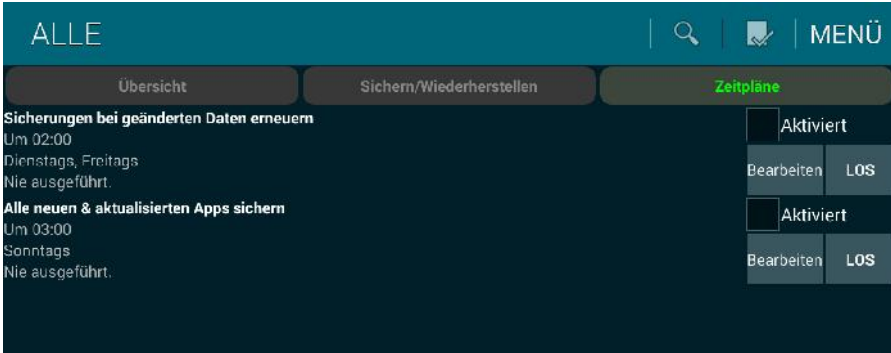 ALLE
MENÜ
Übersicht
Sichern/Wiederherstellen
Zeitpläne
Sicherungen bei geänderten Daten erneuern
Um 02:00
Dienstags, Freitags
Nie ausgeführt.
Aktiviert
Bearbeiten
LOS
Alle neuen & aktualisierten Apps sichern
Um 03:00
Sonntags
Nie ausgeführt.
Aktiviert
Bearbeiten
LOS